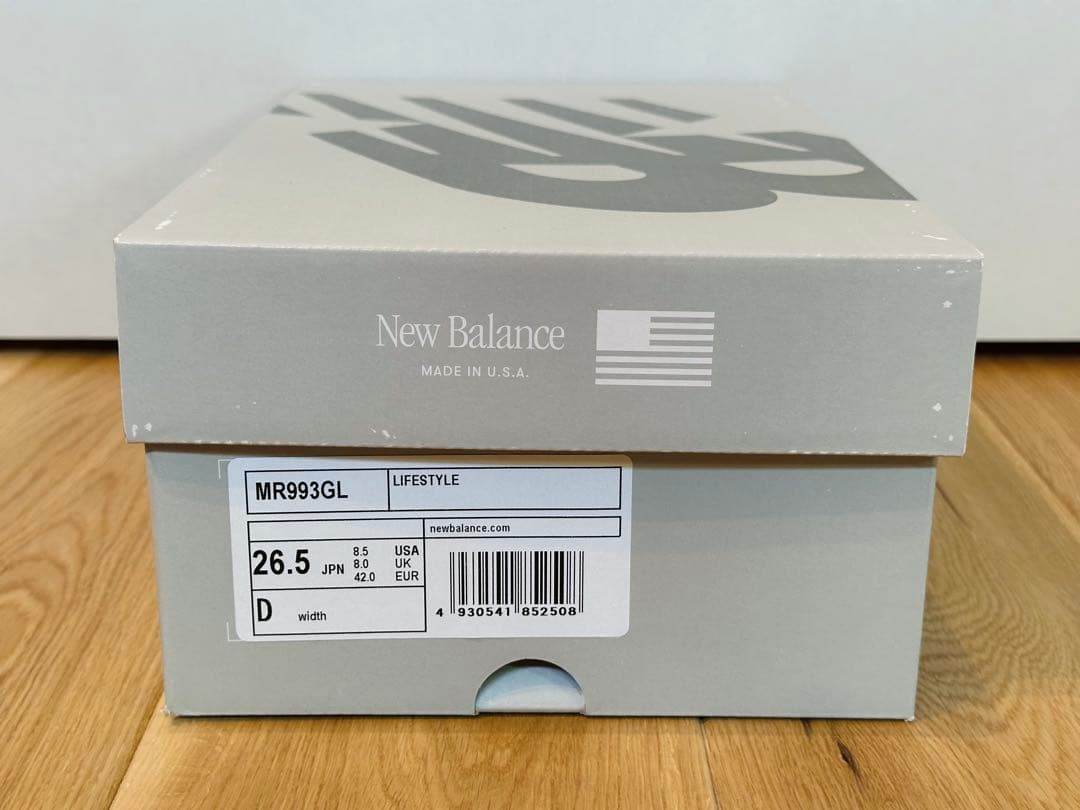 New Balance
MADE IN U.S.A.
MR993GL
LIFESTYLE
newbalance.com
26.5 JPN
8.5 USA
8.0 UK
42.0 EUR
D width
4 930541 852508